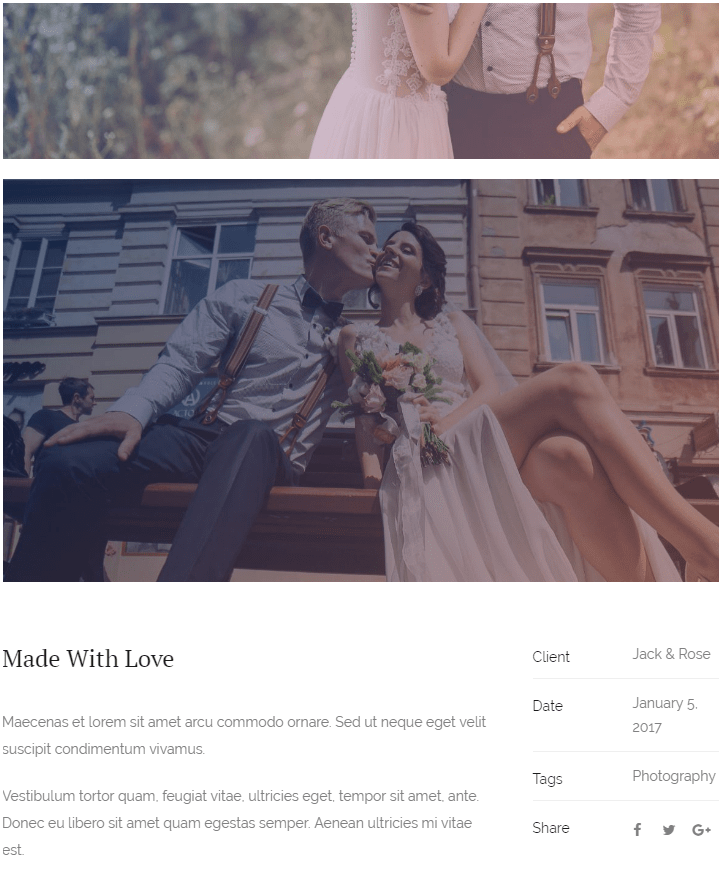 Made With Love
Maecenas et lorem sit amet arcu commodo ornare. Sed ut neque eget velit
suscipit condimentum vivamus.
Vestibulum tortor quam, feugiat vitae, ultricies eget, tempor sit amet, ante.
Donec eu libero sit amet quam egestas semper. Aenean ultricies mi vitae
est.
Client
Jack & Rose
Date
January 5,
2017
Tags
Photography
Share